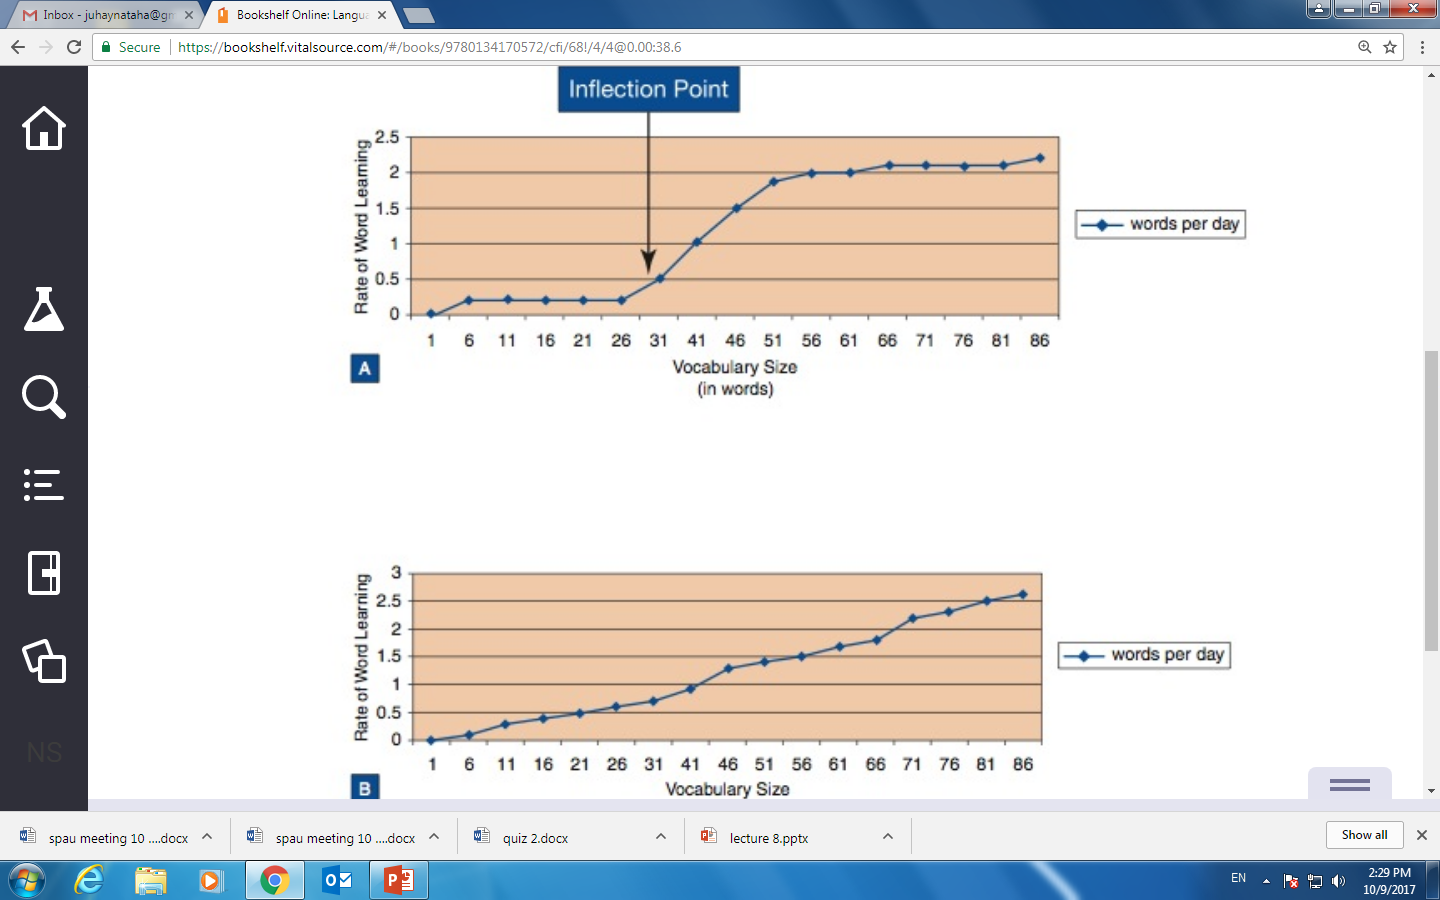 Inbox - juhaynataha@gm
Bookshelf Online: Langua
Secure
https://bookshelf.vitalsource.com/#/books/9780134170572/cfi/68!/4/4@0.00:38.6
Inflection Point
Rate of Word Learning
2.5
2
1.5
1
0.5
0
1 6 11 16 21 26 31 41 46 51 56 61 66 71 76 81 86
Vocabulary Size
(in words)
words per day
A
Rate of Word Learning
3
2.5
2
1.5
1
0.5
0
1 6 11 16 21 26 31 41 46 51 56 61 66 71 76 81 86
Vocabulary Size
words per day
B
NS
spau meeting 10 ....docx
spau meeting 10 ....docx
quiz 2.docx
lecture 8.pptx
Show all
EN
2:29 PM
10/9/2017